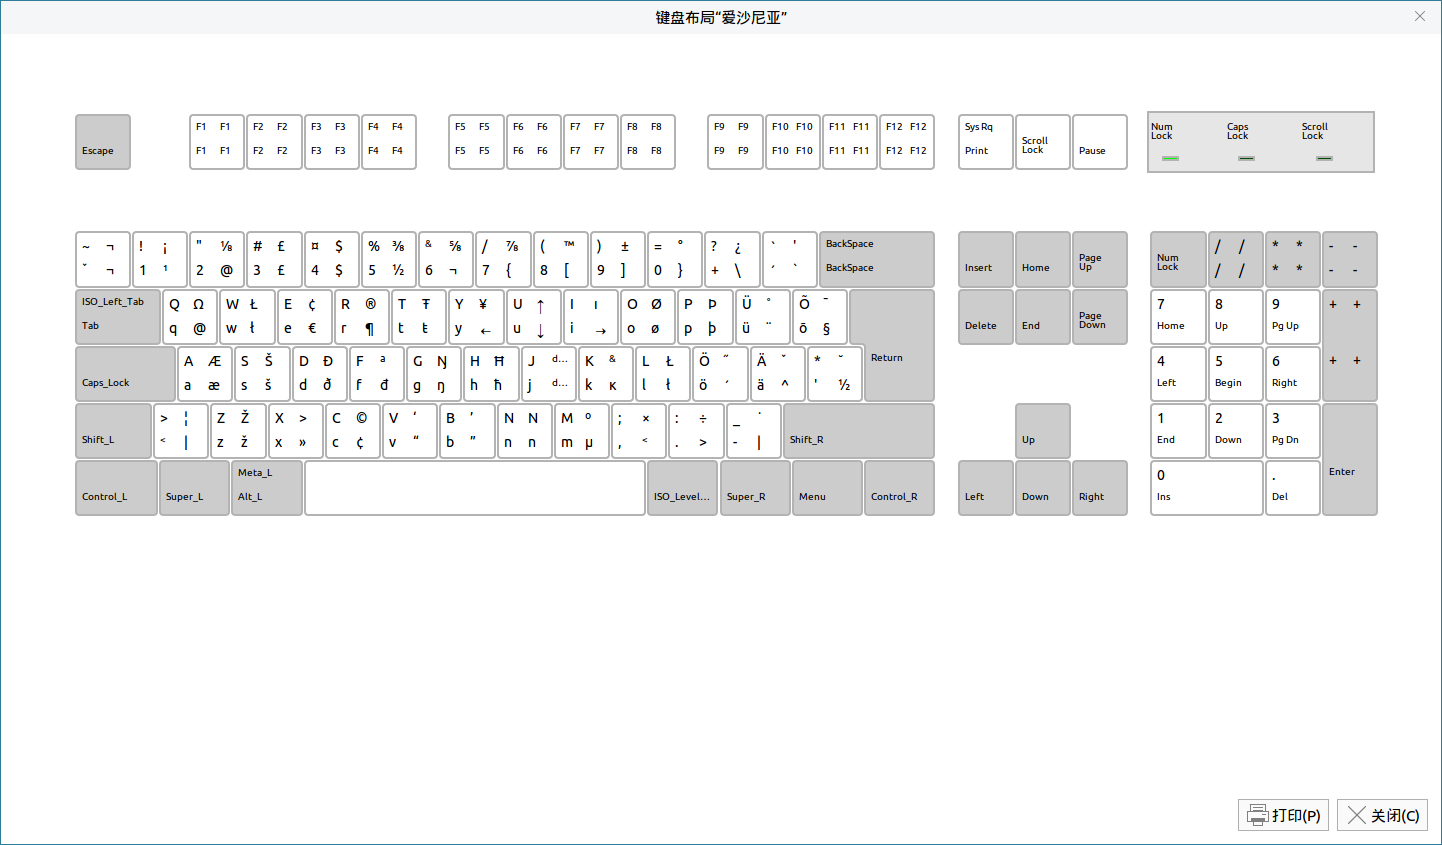 键盘布局“爱沙尼亚”
F1 F1 F2 F2 F3 F3 F4 F4 F5 F5 F6 F6 F7 F7 F8 F8 F9 F9 F10 F10 F11 F11 F12 F12 Sys Rq Num Lock Caps Lock Scroll Lock
Escape F1 F1 F2 F2 F3 F3 F4 F4 F5 F5 F6 F6 F7 F7 F8 F8 F9 F9 F10 F10 F11 F11 F12 F12 Print Scroll Lock Pause
~ ¬ ! ¡ " ⅛ # £ ¤ $ % ⅜ & ⅝ / ⅞ ( ™ ) ± = ° ? ¿ ` ' BackSpace Page Up / / * * - -
ˇ ¬ 1 ¹ 2 @ 3 £ 4 $ 5 ½ 6 ¬ 7 { 8 [ 9 ] 0 } + \ ´ ` BackSpace Insert Home Num Lock / / * * - -
ISO_Left_Tab Q Ω W Ł E ¢ R ® T Ŧ Y ¥ U ↑ I ı O Ø P Þ Ü ° Õ ¯ Page Down 7 8 9 + +
Tab q @ w ł e € r ¶ t ŧ y ← u ↓ i → o ø p þ ü ¨ õ § Delete End Home Up Pg Up
A Æ S Š D Ð F ª G Ŋ H Ħ J d... K & L Ł Ö ˝ Ä ˇ * ˘ Return 4 5 6 + +
Caps_Lock a æ s š d ð f đ g ŋ h ħ j d... k ĸ l ł ö ´ ä ^ ' ½ Left Begin Right
> ¦ Z Ž X > C © V ‘ B ’ N N M º ; × : ÷ _ ˙ 1 2 3
Shift_L < | z ž x » c ¢ v “ b ” n n m µ , < . > - | Shift_R Up End Down Pg Dn
Meta_L 0 . Enter
Control_L Super_L Alt_L ISO_Level... Super_R Menu Control_R Left Down Right Ins Del
打印(P) 关闭(C)